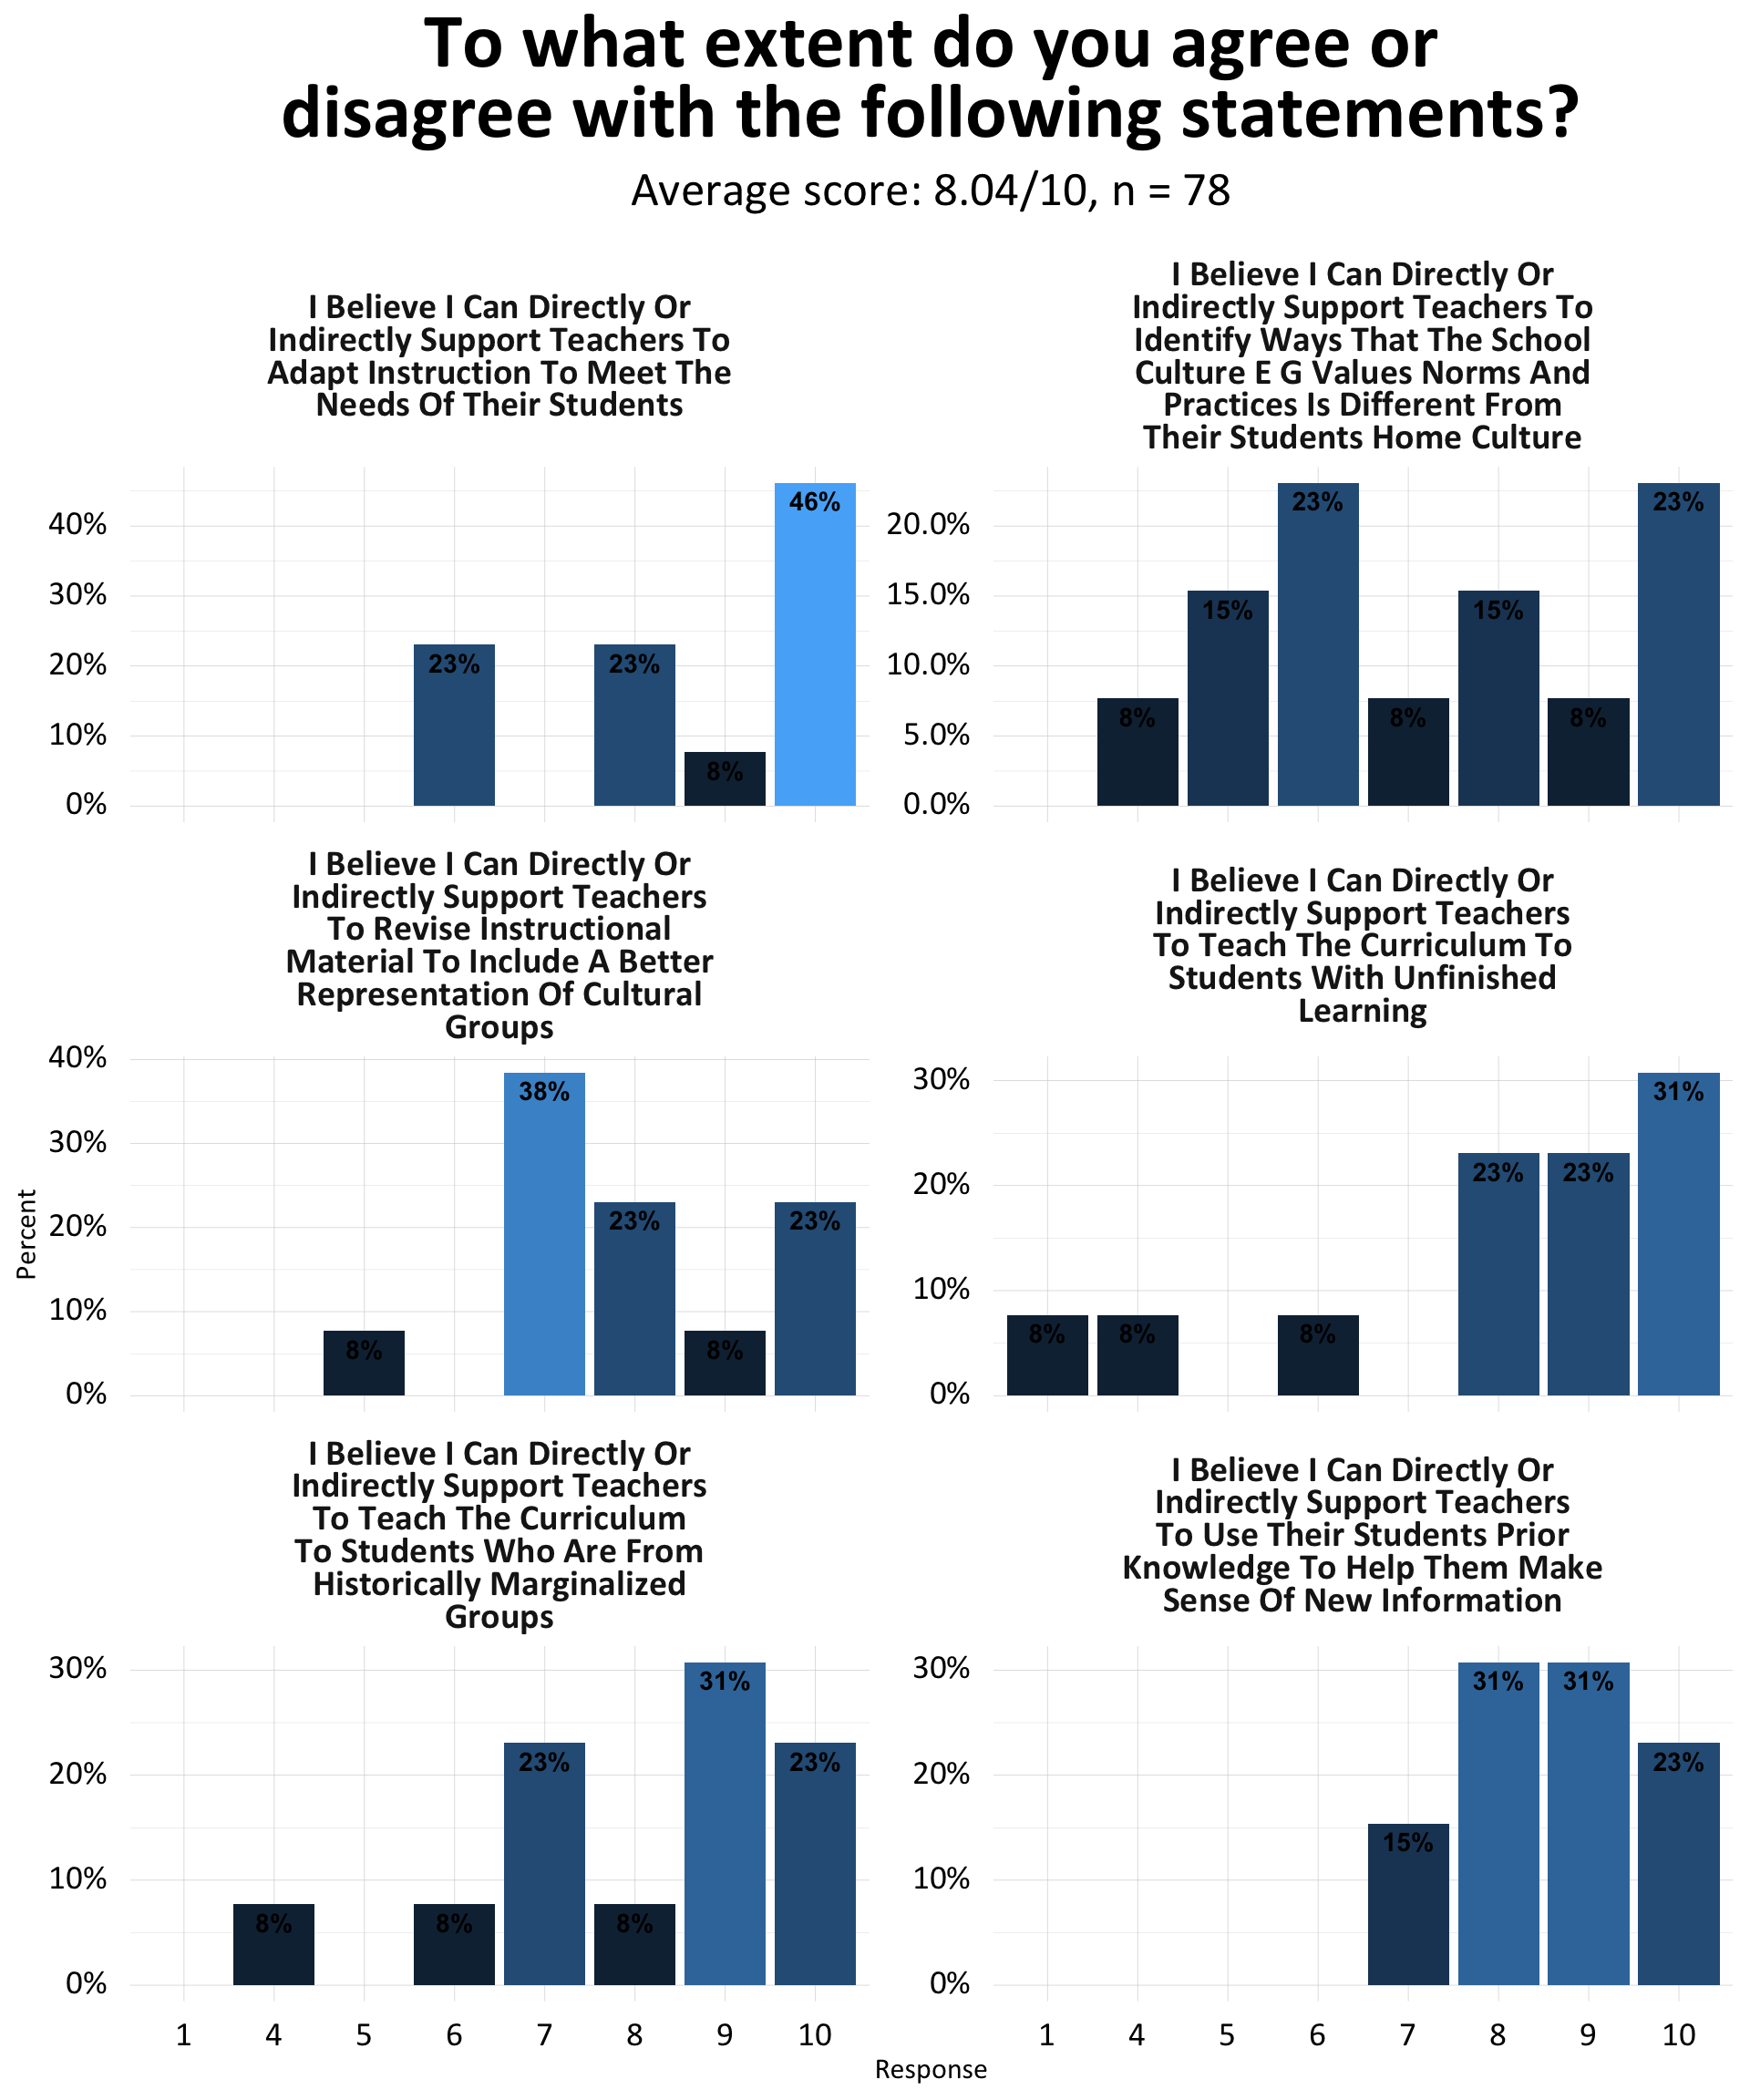 To what extent do you agree or
disagree with the following statements?
Average score: 8.04/10, n = 78
I Believe I Can Directly Or
Indirectly Support Teachers To
Adapt Instruction To Meet The
Needs Of Their Students
40%
30%
20%
10%
0%
23%
23%
8%
46%
I Believe I Can Directly Or
Indirectly Support Teachers To
Identify Ways That The School
Culture E G Values Norms And
Practices Is Different From
Their Students Home Culture
20.0%
15.0%
10.0%
5.0%
0.0%
8%
15%
23%
8%
15%
8%
23%
I Believe I Can Directly Or
Indirectly Support Teachers
To Revise Instructional
Material To Include A Better
Representation Of Cultural
Groups
Percent
40%
30%
20%
10%
0%
8%
38%
23%
8%
23%
I Believe I Can Directly Or
Indirectly Support Teachers
To Teach The Curriculum To
Students With Unfinished
Learning
30%
20%
10%
0%
8%
8%
8%
23%
23%
31%
I Believe I Can Directly Or
Indirectly Support Teachers
To Teach The Curriculum
To Students Who Are From
Historically Marginalized
Groups
30%
20%
10%
0%
8%
8%
23%
8%
31%
23%
1 4 5 6 7 8 9 10
I Believe I Can Directly Or
Indirectly Support Teachers
To Use Their Students Prior
Knowledge To Help Them Make
Sense Of New Information
30%
20%
10%
0%
15%
31%
31%
23%
1 4 5 6 7 8 9 10
Response